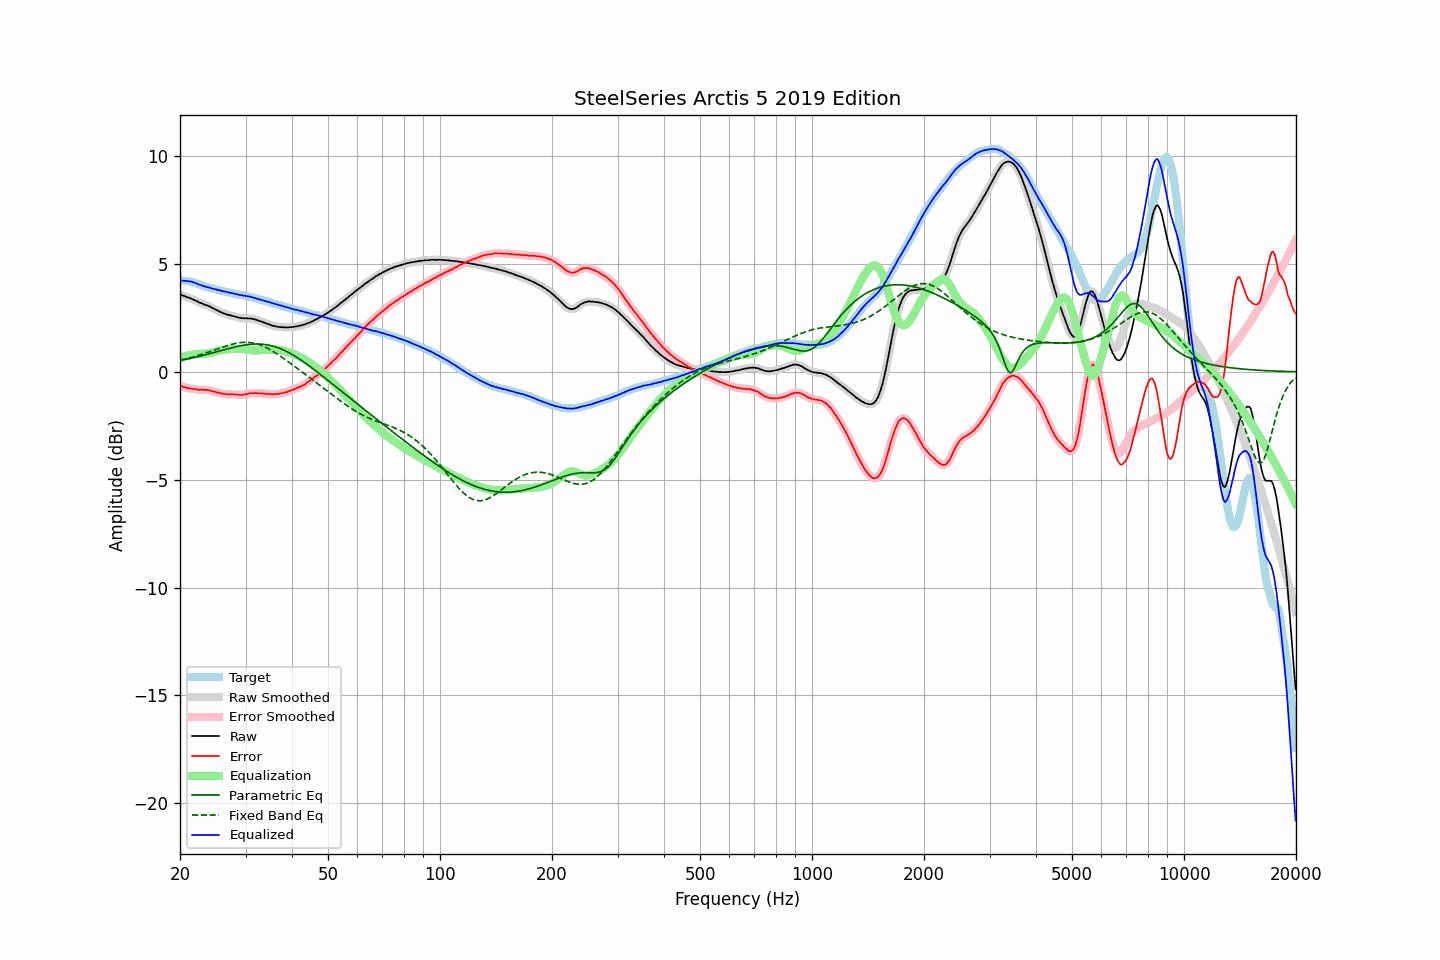 SteelSeries Arctis 5 2019 Edition
Amplitude (dBr)
10
5
0
−5
−10
−15
−20
Target
Raw Smoothed
Error Smoothed
Raw
Error
Equalization
Parametric Eq
Fixed Band Eq
Equalized
20
50
100
200
500
1000
2000
5000
10000
20000
Frequency (Hz)